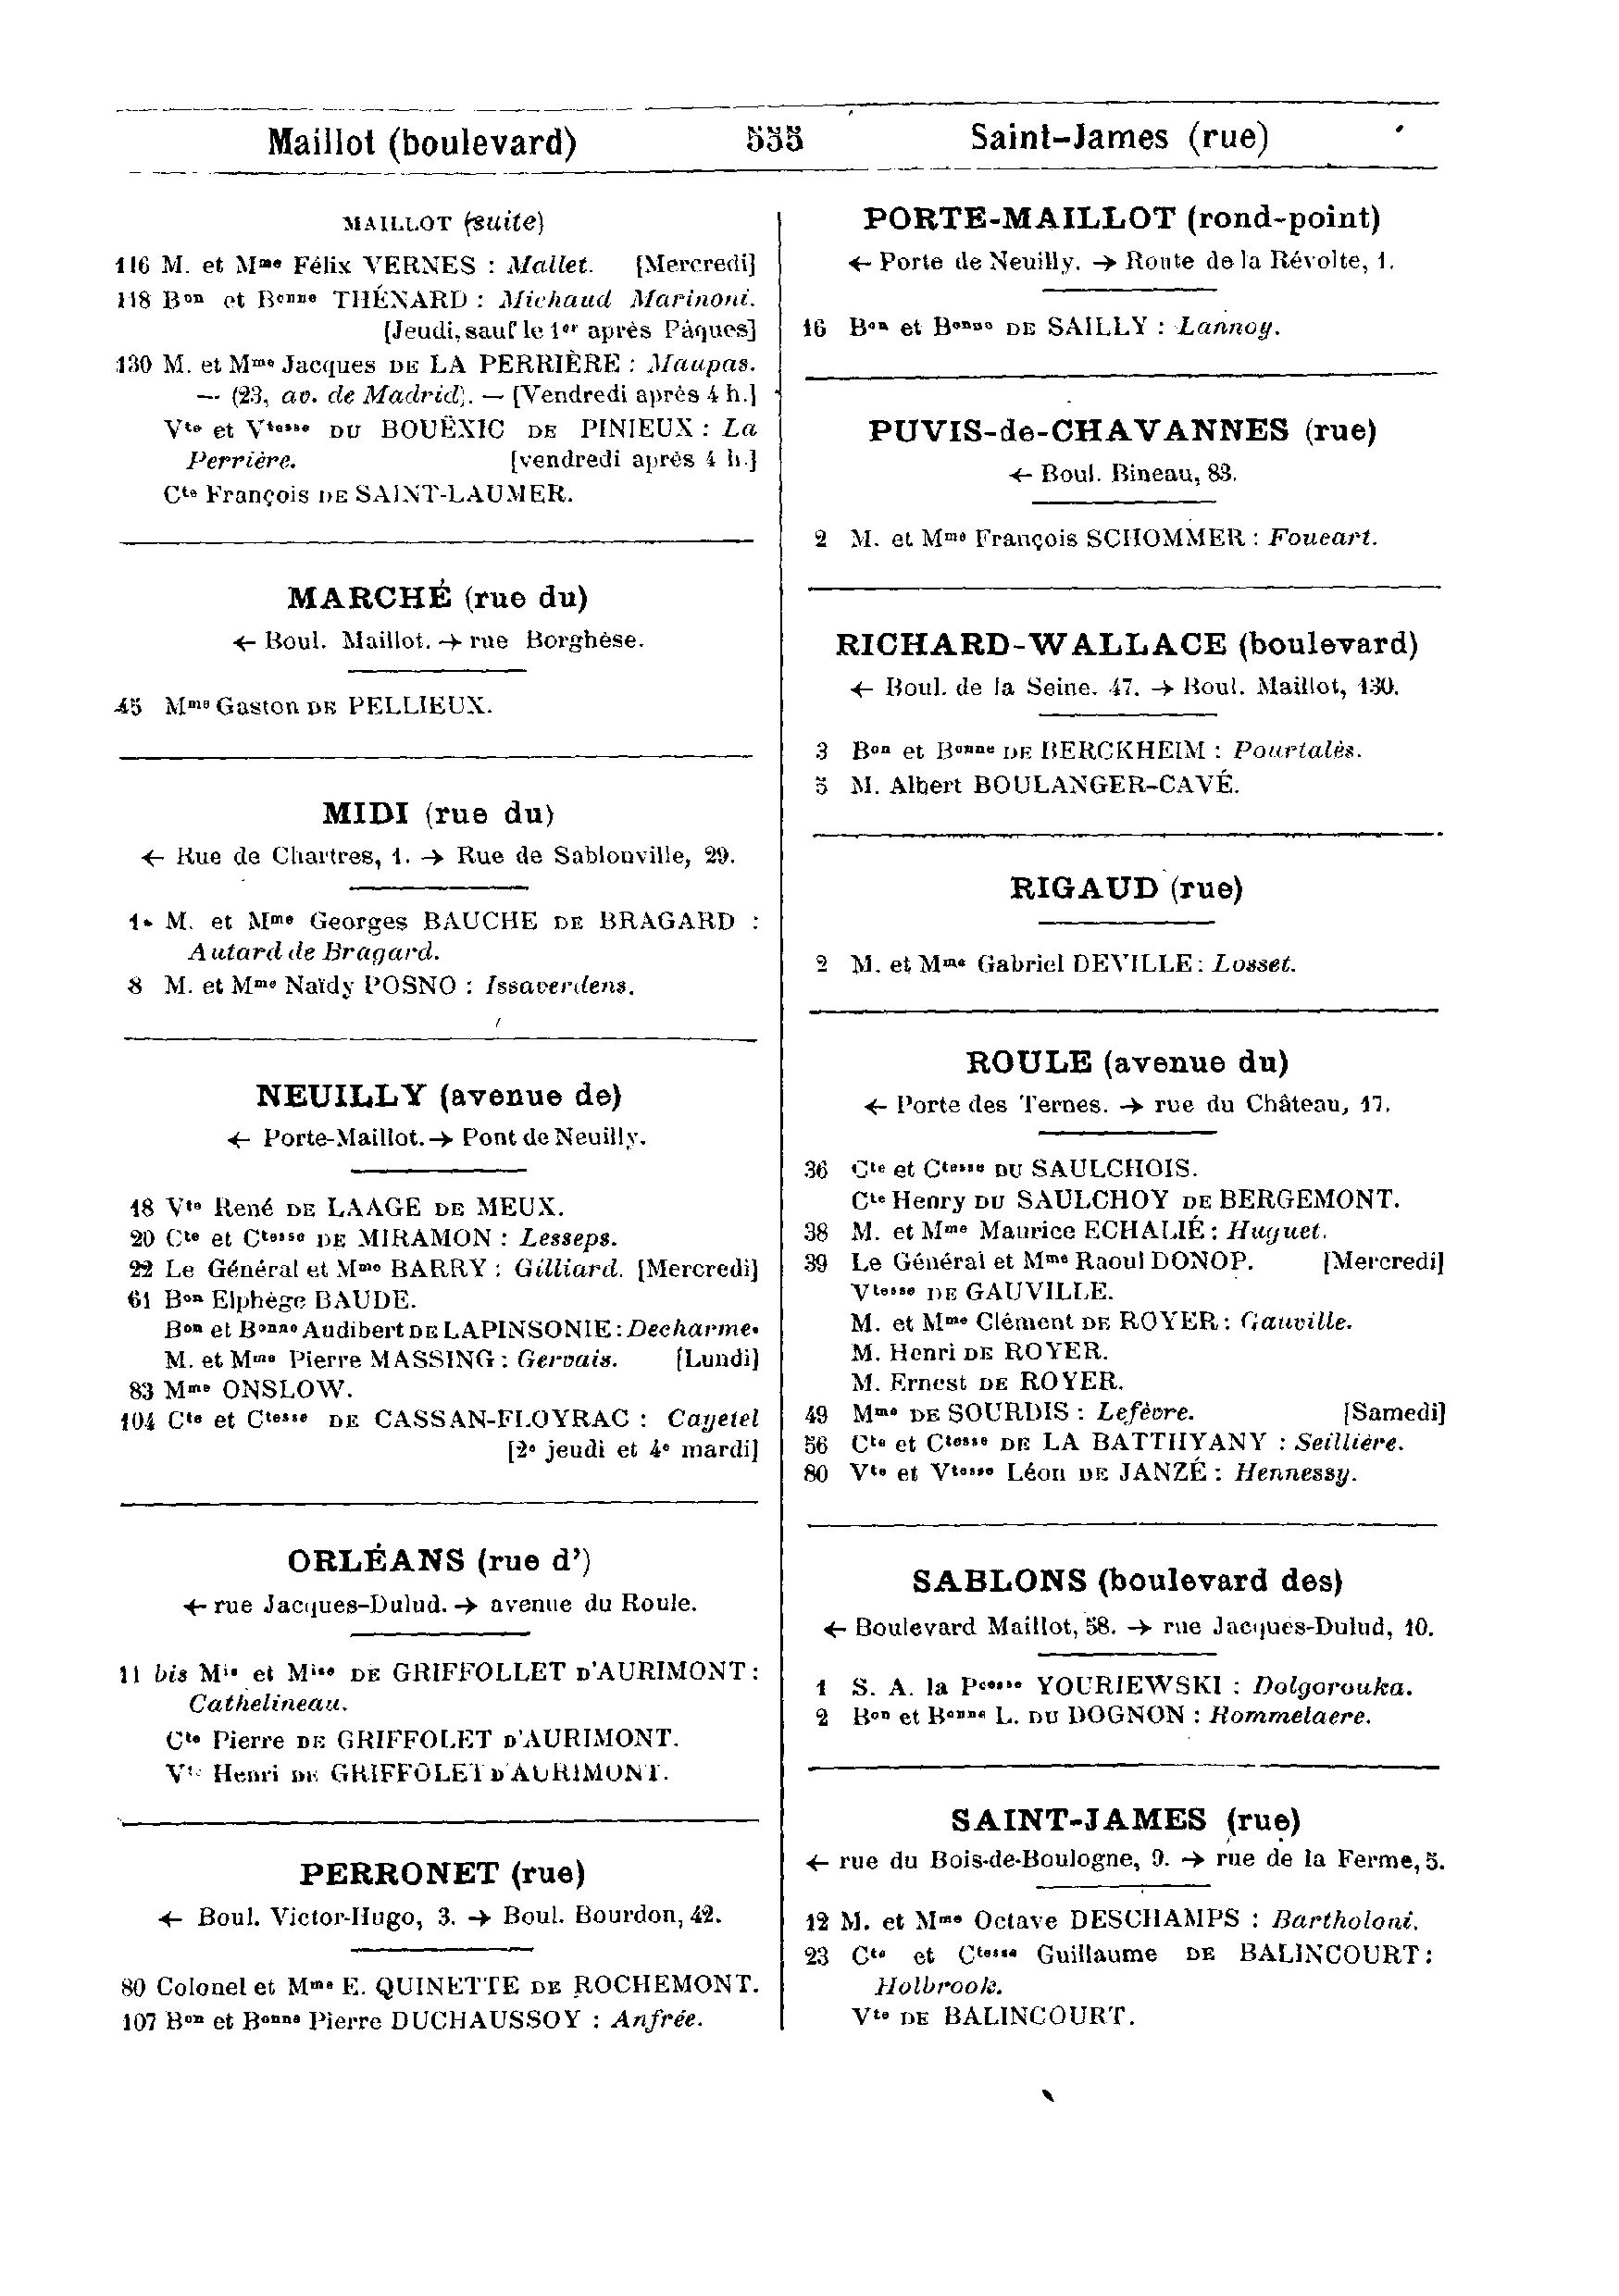 Maillot (boulevard) 535 Saint-James (rue)
MAILLOT (suite)
116 M. et Mme Félix VERNES : Mallet. [Mercredi]
118 Bon et Bonne THÉNARD : Michaud Marinoni.
[Jeudi, sauf le 1er après Pâques]
130 M. et Mme Jacques DE LA PERRIÈRE : Maupas.
— (23, av. de Madrid). — [Vendredi après 4 h.]
Vte et Vtesse DU BOUËXIC DE PINIEUX : La
Perrière. [vendredi après 4 h.]
Cte François DE SAINT-LAUMER.
MARCHÉ (rue du)
← Boul. Maillot. → rue Borghèse.
45 Mme Gaston DE PELLIEUX.
MIDI (rue du)
← Rue de Chartres, 1. → Rue de Sablonville, 29.
1 M. et Mme Georges BAUCHE DE BRAGARD :
Autard de Bragard.
8 M. et Mme Naïdy POSNO : Issaverdens.
NEUILLY (avenue de)
← Porte-Maillot. → Pont de Neuilly.
18 Vte René DE LAAGE DE MEUX.
20 Cte et Ctesse DE MIRAMON : Lesseps.
22 Le Général et Mme BARRY : Gilliard. [Mercredi]
61 Bon Elphège BAUDE.
Bon et Bonne Audibert DE LAPINSONIE : Decharme.
M. et Mme Pierre MASSING : Gervais. [Lundi]
83 Mme ONSLOW.
104 Cte et Ctesse DE CASSAN-FLOYRAC : Cayetel
[2e jeudi et 4e mardi]
ORLÉANS (rue d')
← rue Jacques-Dulud. → avenue du Roule.
11 bis Mis et Mise DE GRIFFOLLET D'AURIMONT :
Cathelineau.
Cte Pierre DE GRIFFOLET D'AURIMONT.
Vte Henri DE GRIFFOLET D'AURIMONT.
PERRONET (rue)
← Boul. Victor-Hugo, 3. → Boul. Bourdon, 42.
80 Colonel et Mme E. QUINETTE DE ROCHEMONT.
107 Bon et Bonne Pierre DUCHAUSSOY : Anfrée.
PORTE-MAILLOT (rond-point)
← Porte de Neuilly. → Route de la Révolte, 1.
16 Bon et Bonne DE SAILLY : Lannoy.
PUVIS-de-CHAVANNES (rue)
← Boul. Bineau, 83.
2 M. et Mme François SCHOMMER : Foucart.
RICHARD-WALLACE (boulevard)
← Boul. de la Seine. 47. → Boul. Maillot, 130.
3 Bon et Bonne DE BERCKHEIM : Pourtalès.
5 M. Albert BOULANGER-CAVÉ.
RIGAUD (rue)
2 M. et Mme Gabriel DEVILLE : Losset.
ROULE (avenue du)
← Porte des Ternes. → rue du Château, 17.
36 Cte et Ctesse DU SAULCHOIS.
Cte Henry DU SAULCHOY DE BERGEMONT.
38 M. et Mme Maurice ECHALIÉ : Huguet.
39 Le Général et Mme Raoul DONOP. [Mercredi]
Vtesse DE GAUVILLE.
M. et Mme Clément DE ROYER : Gauville.
M. Henri DE ROYER.
M. Ernest DE ROYER.
49 Mme DE SOURDIS : Lefèvre. [Samedi]
56 Cte et Ctesse DE LA BATTHYANY : Seillière.
80 Vte et Vtesse Léon DE JANZÉ : Hennessy.
SABLONS (boulevard des)
← Boulevard Maillot, 58. → rue Jacques-Dulud, 10.
1 S. A. la Pcesse YOURIEWSKI : Dolgorouka.
2 Bon et Bonne L. DU DOGNON : Rommelaere.
SAINT-JAMES (rue)
← rue du Bois-de-Boulogne, 9. → rue de la Ferme, 5.
12 M. et Mme Octave DESCHAMPS : Bartholoni.
23 Cte et Ctesse Guillaume DE BALINCOURT :
Holbrook.
Vte DE BALINCOURT.